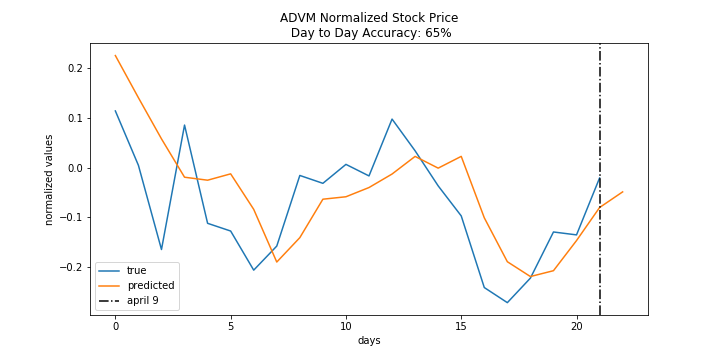 ADVM Normalized Stock Price
Day to Day Accuracy: 65%
normalized values
0.2
0.1
0.0
−0.1
−0.2
true
predicted
april 9
0 5 10 15 20
days